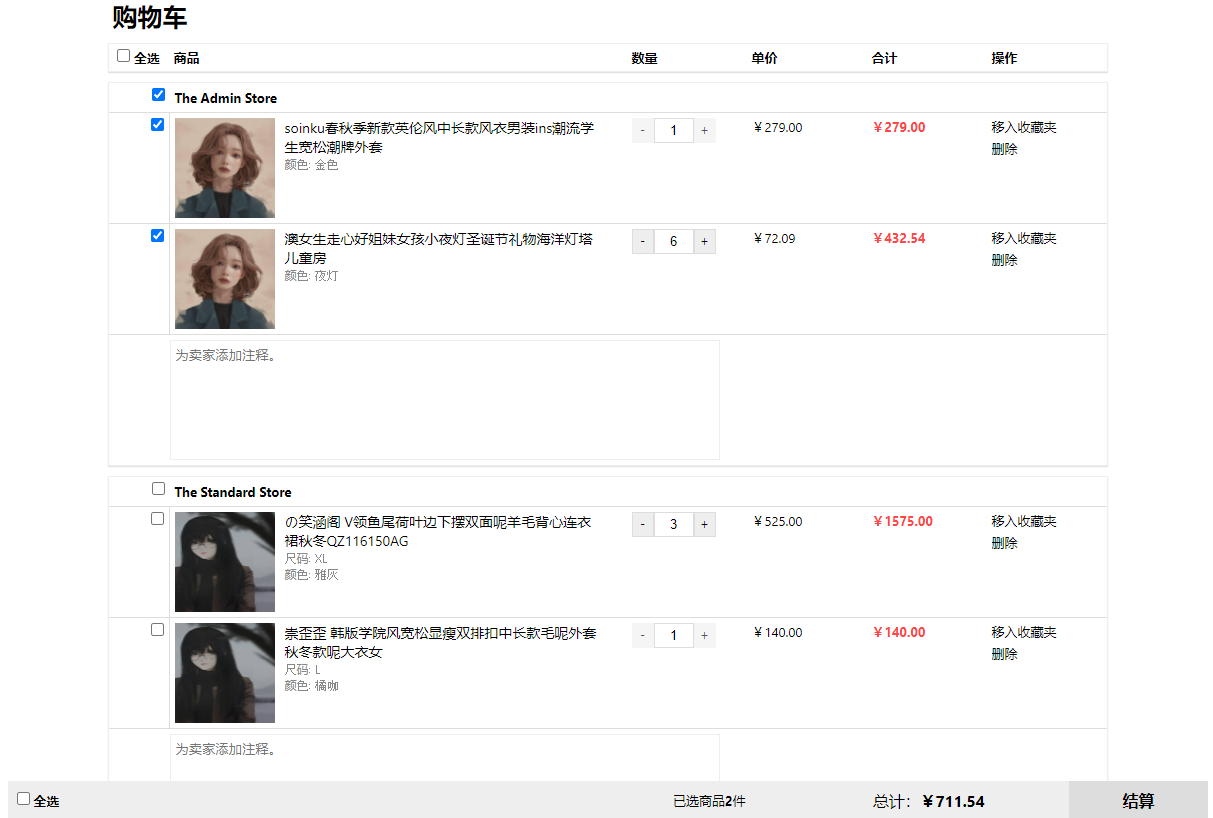 购物车
全选 商品 数量 单价 合计 操作
The Admin Store
soinku春秋季新款英伦风中长款风衣男装ins潮流学 - 1 + ￥279.00 ￥279.00 移入收藏夹
生宽松潮牌外套 删除
颜色: 金色
澳女生走心好姐妹女孩小夜灯圣诞节礼物海洋灯塔 - 6 + ￥72.09 ￥432.54 移入收藏夹
儿童房 删除
颜色: 夜灯
为卖家添加注释。
The Standard Store
の笑涵阁 V领鱼尾荷叶边下摆双面呢羊毛背心连衣 - 3 + ￥525.00 ￥1575.00 移入收藏夹
裙秋冬QZ116150AG 删除
尺码: XL
颜色: 雅灰
崇歪歪 韩版学院风宽松显瘦双排扣中长款毛呢外套 - 1 + ￥140.00 ￥140.00 移入收藏夹
秋冬款呢大衣女 删除
尺码: L
颜色: 橘咖
为卖家添加注释。
全选 已选商品2件 总计：￥711.54 结算